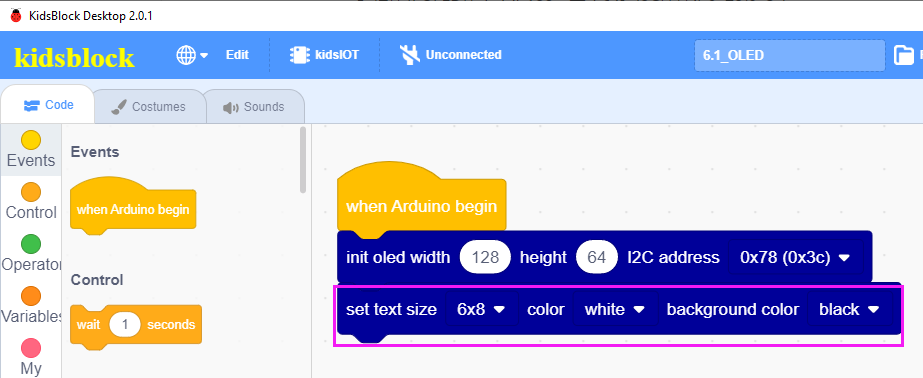 KidsBlock Desktop 2.0.1
kidsblock Edit kidsIOT Unconnected 6.1_OLED
Code Costumes Sounds
Events
Control
Operator
Variables
My
Events
when Arduino begin
Control
wait 1 seconds
when Arduino begin
init oled width 128 height 64 I2C address 0x78 (0x3c)
set text size 6x8 color white background color black